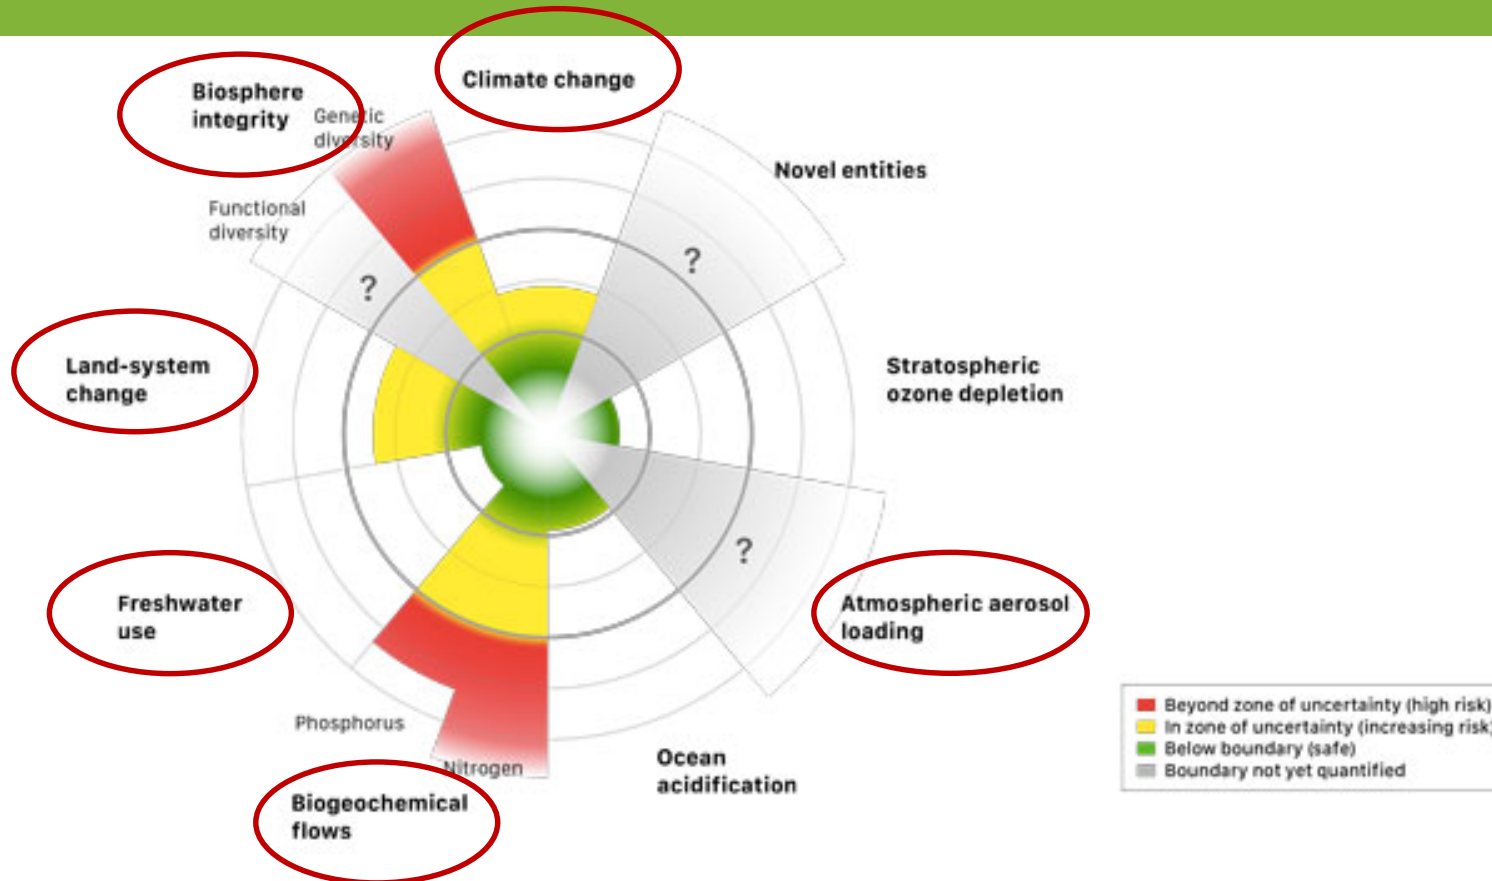 Climate change
Biosphere
integrity
Genetic
diversity
Novel entities
Functional
diversity
?
?
Land-system
change
Stratospheric
ozone depletion
?
Freshwater
use
Atmospheric aerosol
loading
Phosphorus
Nitrogen
Ocean
acidification
Biogeochemical
flows
Beyond zone of uncertainty (high risk)
In zone of uncertainty (increasing risk)
Below boundary (safe)
Boundary not yet quantified